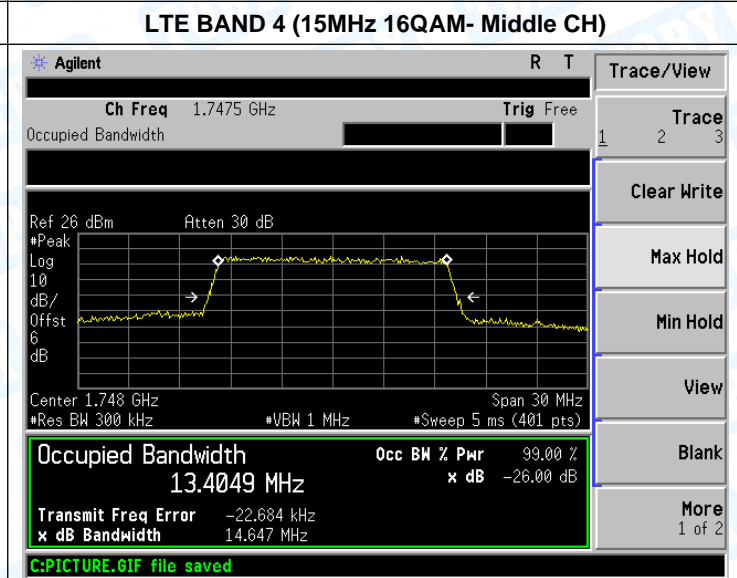 LTE BAND 4 (15MHz 16QAM- Middle CH)
Agilent R T
Ch Freq 1.7475 GHz Trig Free
Occupied Bandwidth
Ref 26 dBm Atten 30 dB
#Peak
Log
10
dB/
Offst
6
dB
Center 1.748 GHz Span 30 MHz
#Res BW 300 kHz #VBW 1 MHz #Sweep 5 ms (401 pts)
Occupied Bandwidth Occ BW % Pwr 99.00 %
13.4049 MHz x dB -26.00 dB
Transmit Freq Error -22.684 kHz
x dB Bandwidth 14.647 MHz
C:PICTURE.GIF file saved
Trace/View
Trace
1 2 3
Clear Write
Max Hold
Min Hold
View
Blank
More
1 of 2